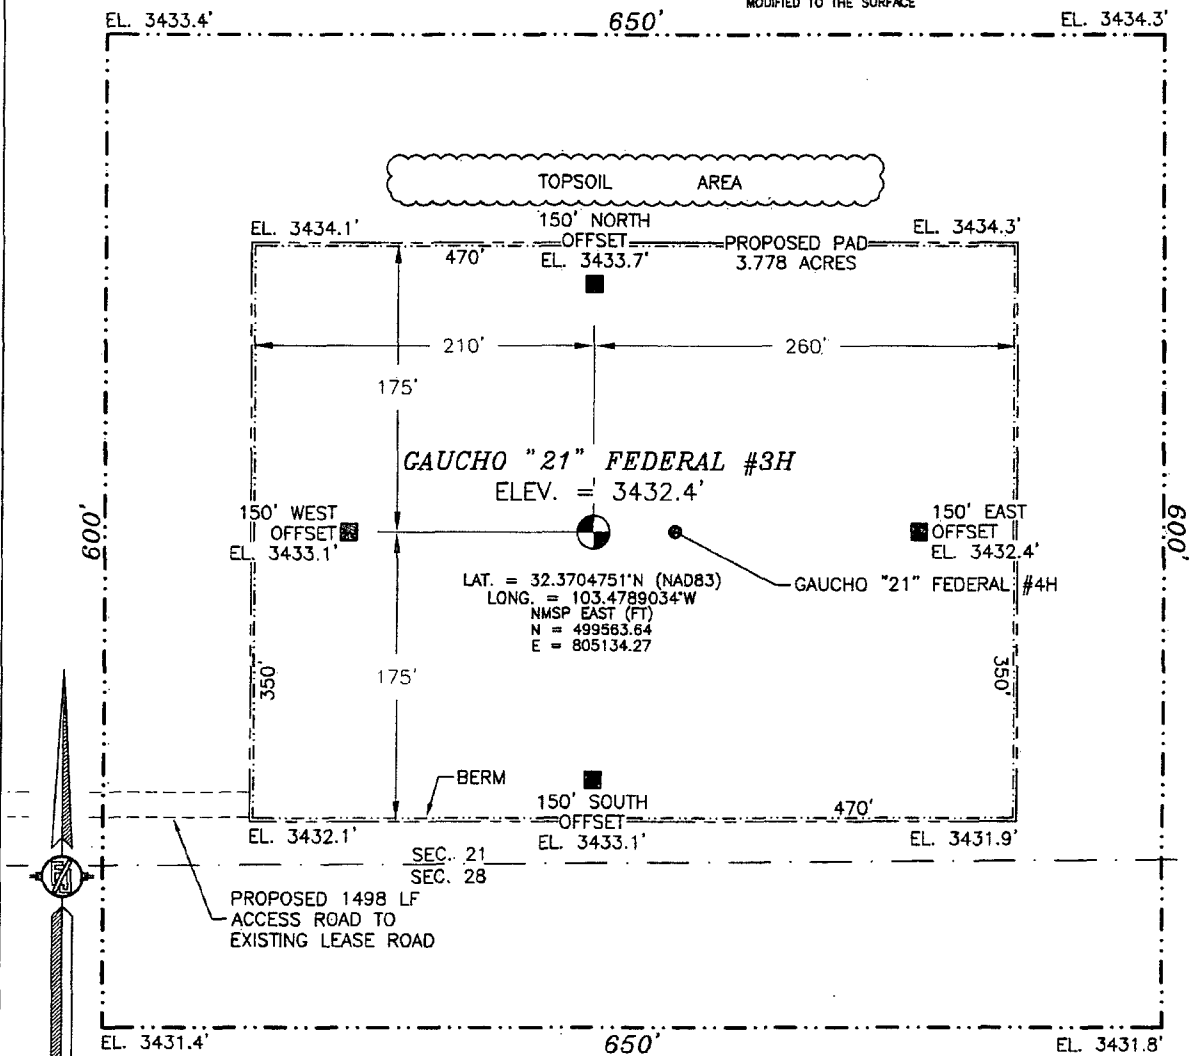 MODIFIED TO THE SURFACE
EL. 3433.4'
650'
EL. 3434.3'
TOPSOIL AREA
EL. 3434.1'
150' NORTH
OFFSET
EL. 3433.7'
470'
PROPOSED PAD
3.778 ACRES
EL. 3434.3'
210'
260'
175'
GAUCHO "21" FEDERAL #3H
ELEV. = 3432.4'
600'
150' WEST
OFFSET
EL. 3433.1'
150' EAST
OFFSET
EL. 3432.4'
600'
GAUCHO "21" FEDERAL #4H
LAT. = 32.3704751°N (NAD83)
LONG. = 103.4789034°W
NMSP EAST (FT)
N = 499563.64
E = 805134.27
350'
175'
350'
BERM
150' SOUTH
OFFSET
EL. 3433.1'
470'
EL. 3432.1'
EL. 3431.9'
SEC. 21
SEC. 28
PROPOSED 1498 LF
ACCESS ROAD TO
EXISTING LEASE ROAD
EL. 3431.4'
650'
EL. 3431.8'